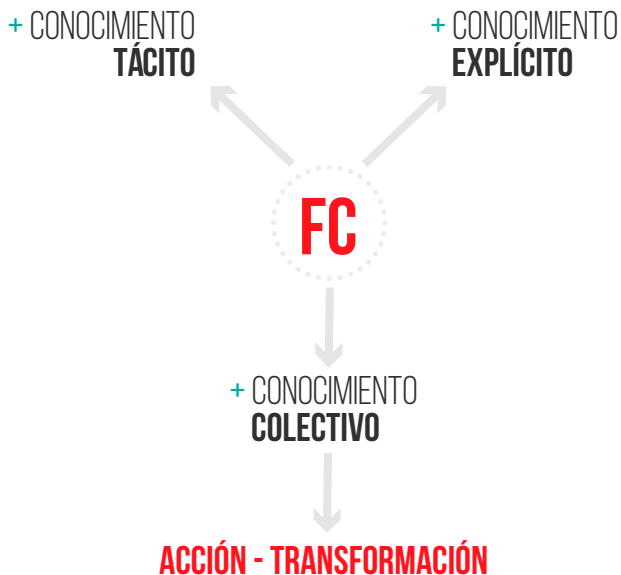 + CONOCIMIENTO
TÁCITO
+ CONOCIMIENTO
EXPLÍCITO
FC
+ CONOCIMIENTO
COLECTIVO
ACCIÓN - TRANSFORMACIÓN